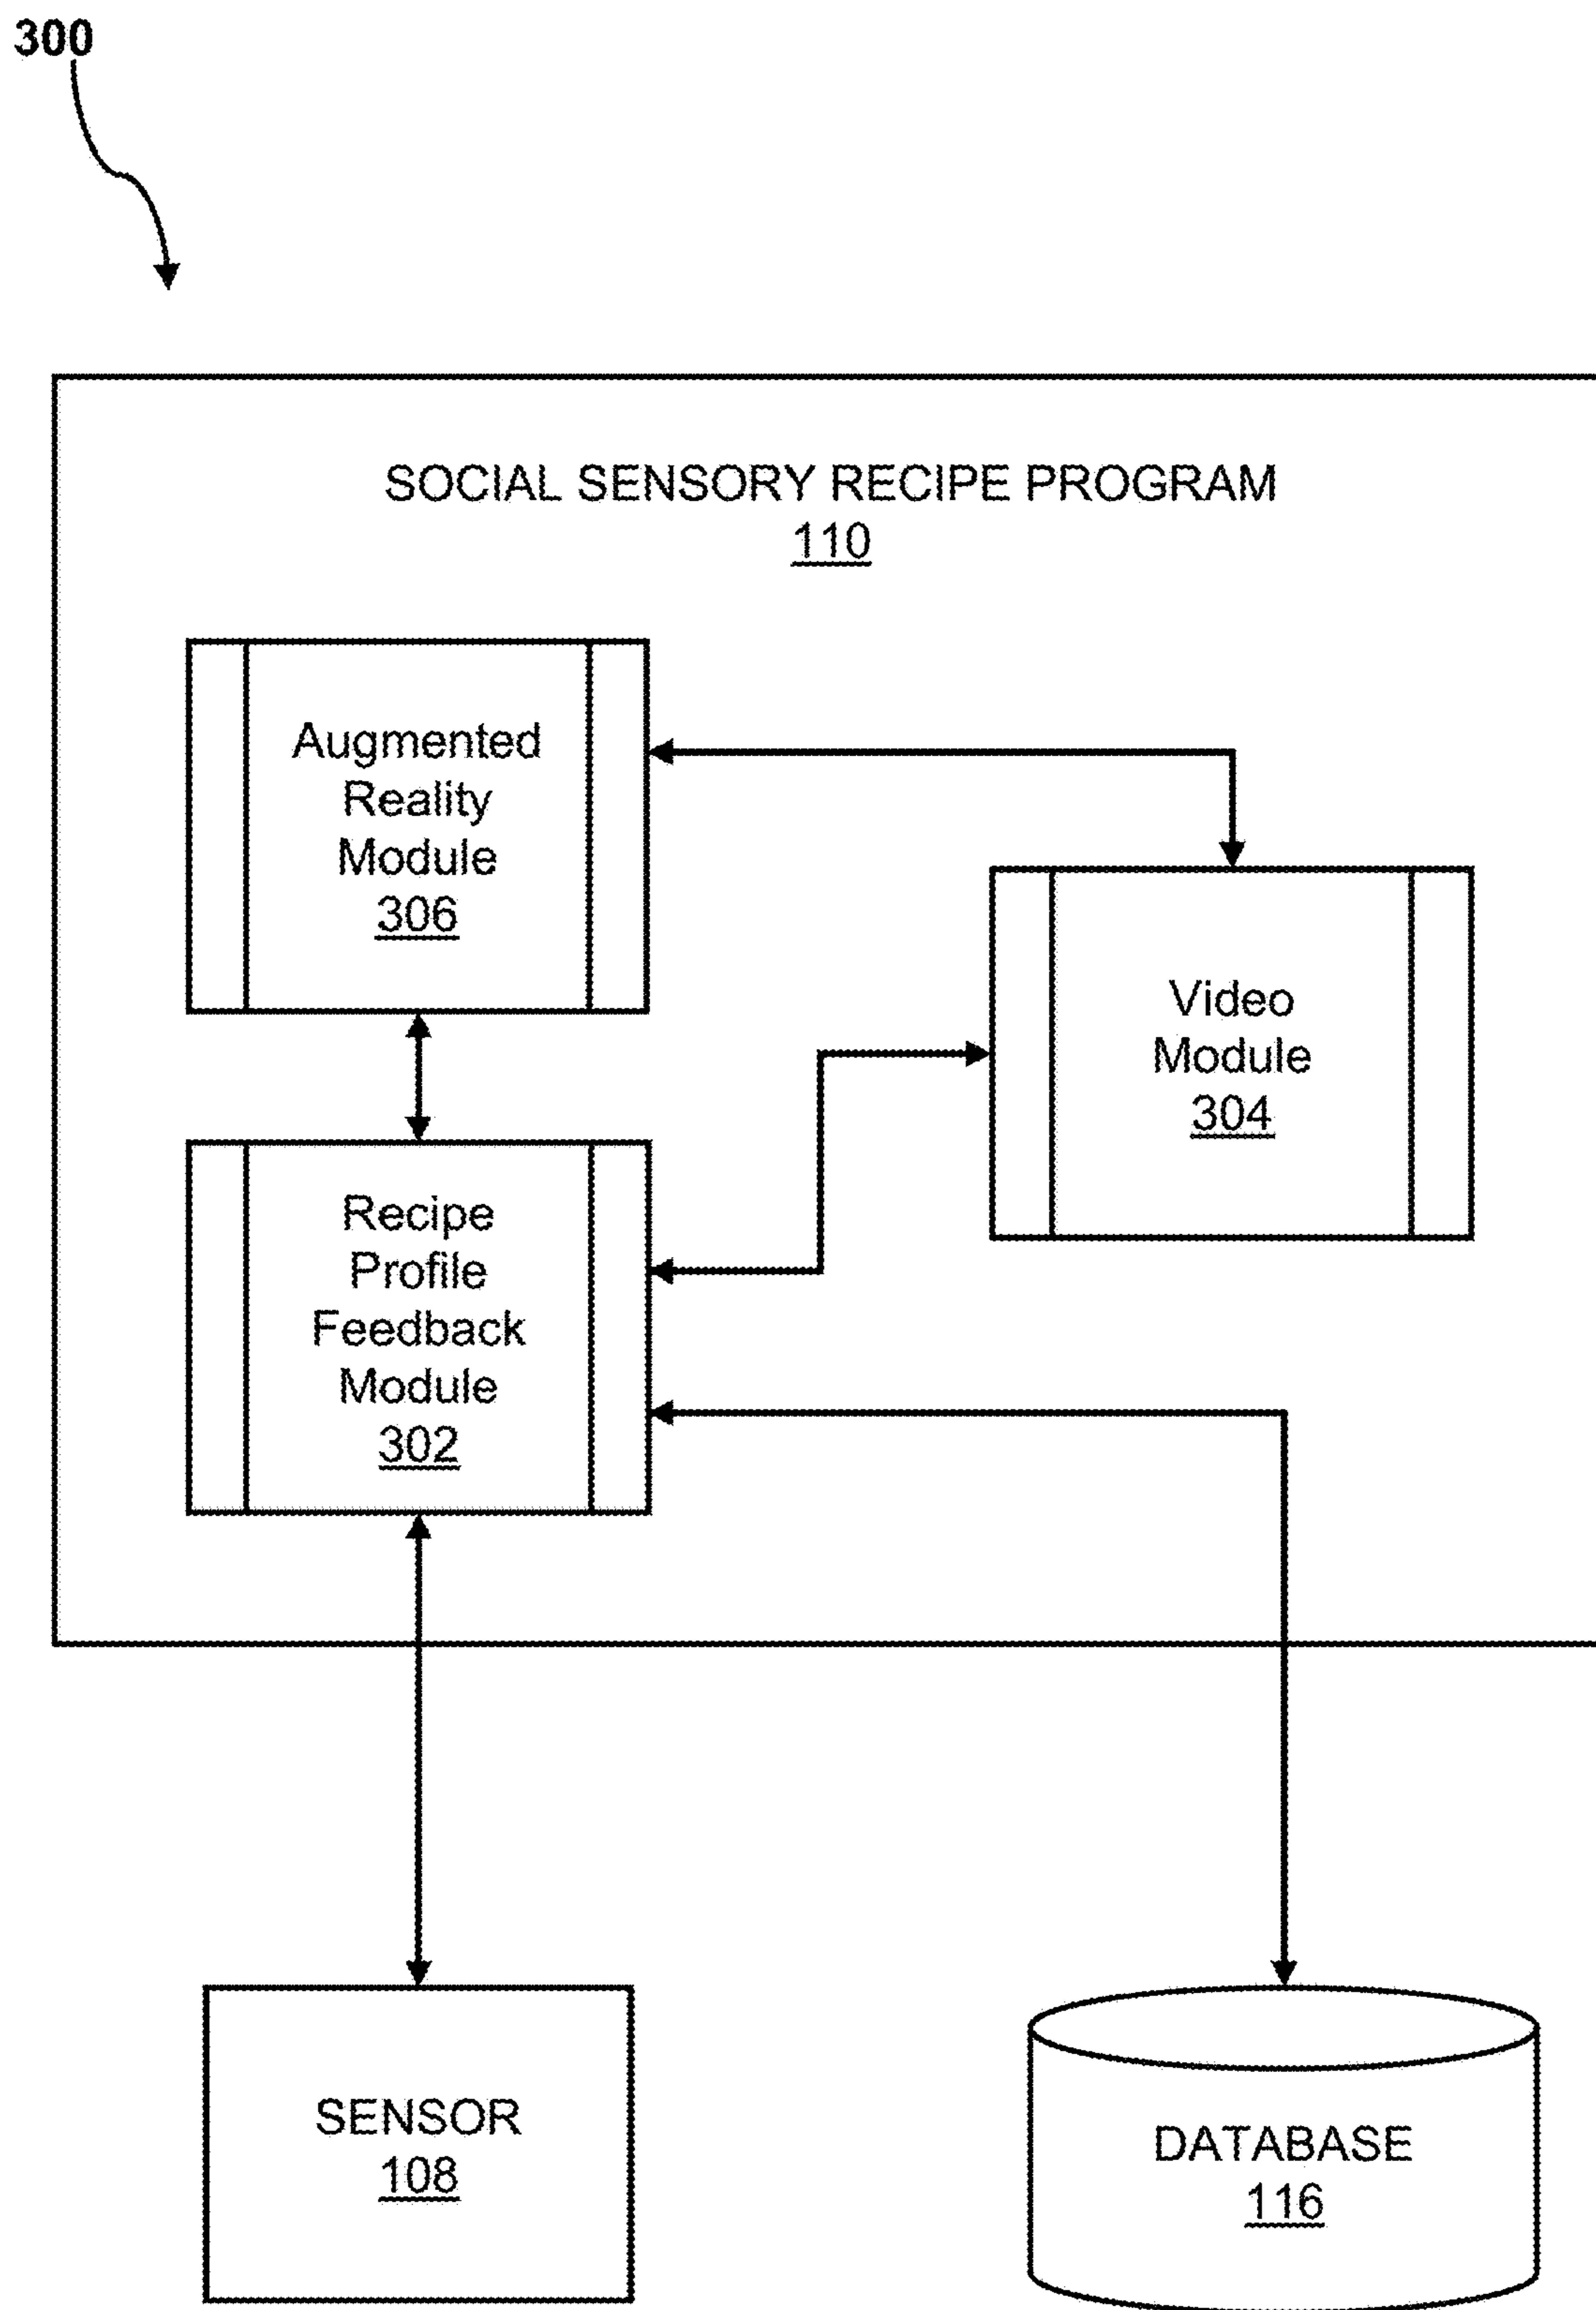 300
SOCIAL SENSORY RECIPE PROGRAM
110
Augmented
Reality
Module
306
Video
Module
304
Recipe
Profile
Feedback
Module
302
SENSOR
108
DATABASE
116